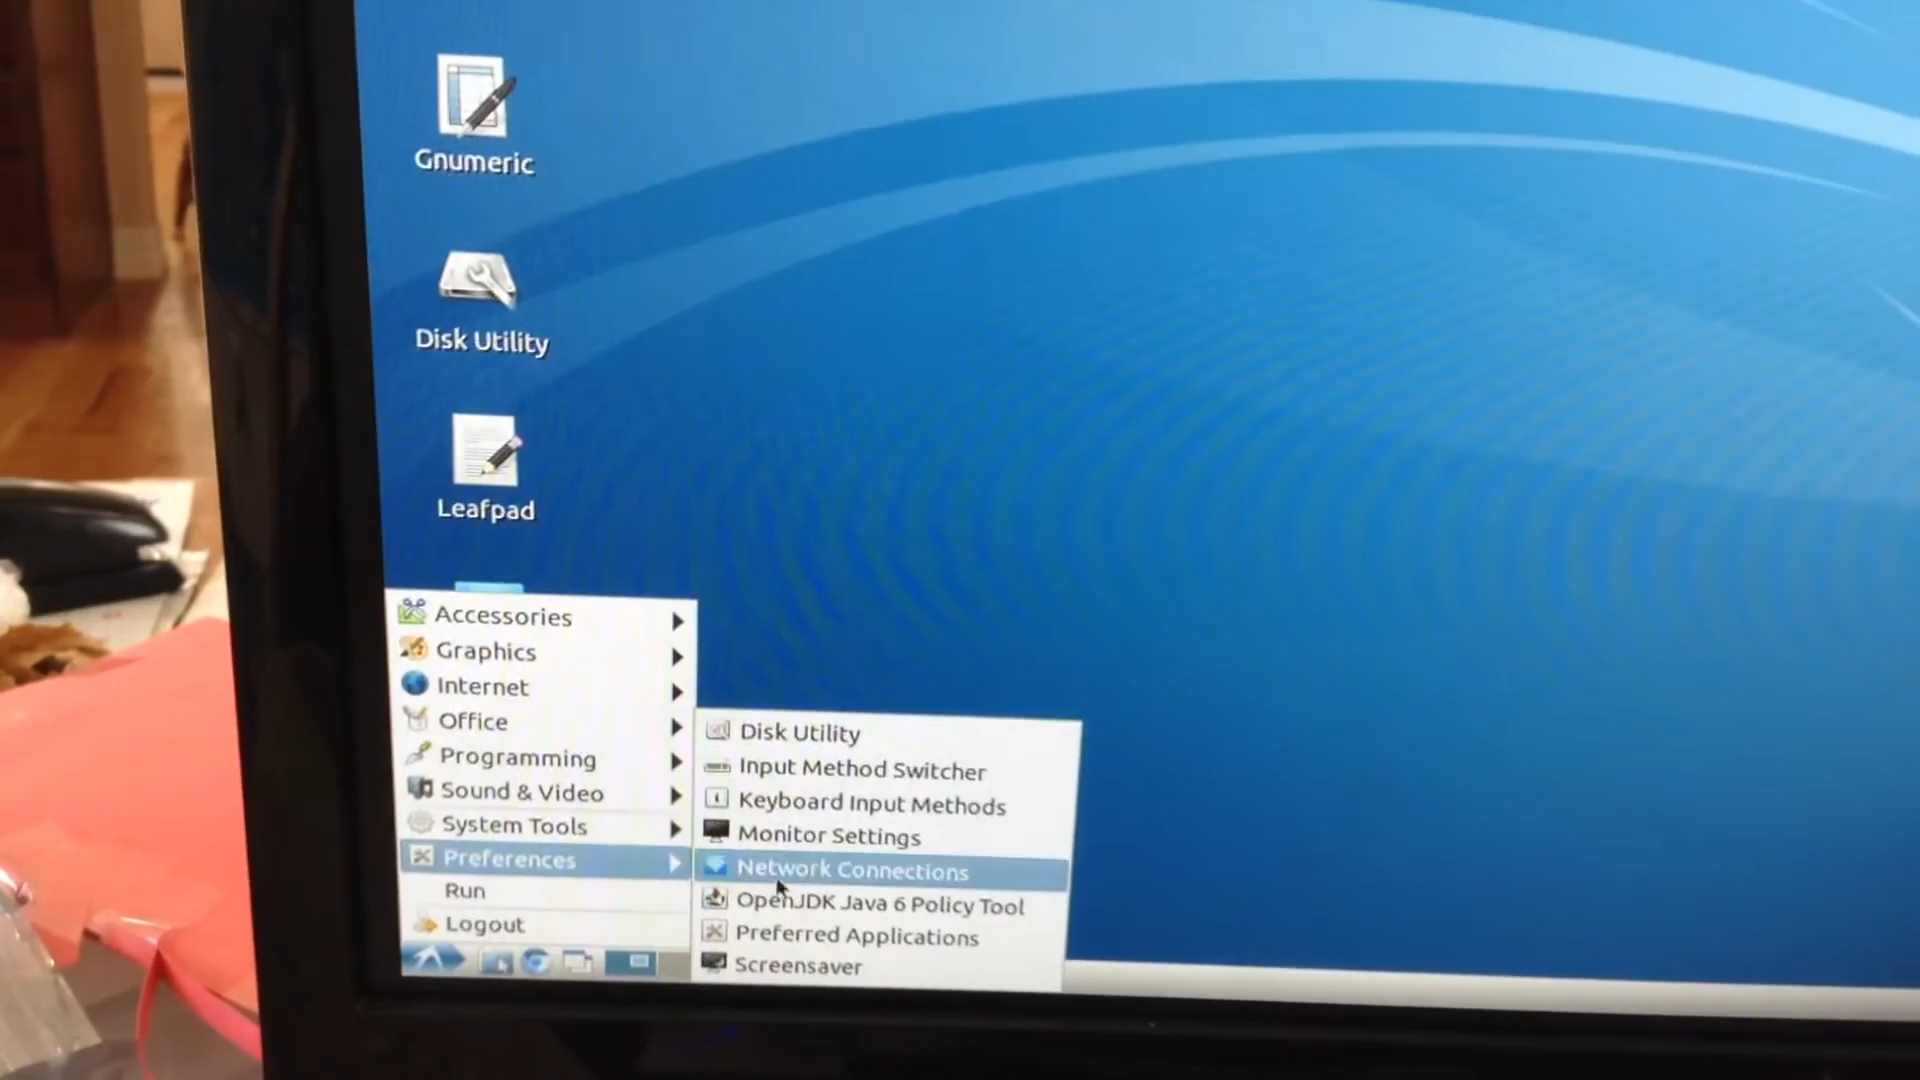 Gnumeric
Disk Utility
Leafpad
Accessories
Graphics
Internet
Office
Programming
Sound & Video
System Tools
Preferences
Run
Logout
Disk Utility
Input Method Switcher
Keyboard Input Methods
Monitor Settings
Network Connections
OpenJDK Java 6 Policy Tool
Preferred Applications
Screensaver